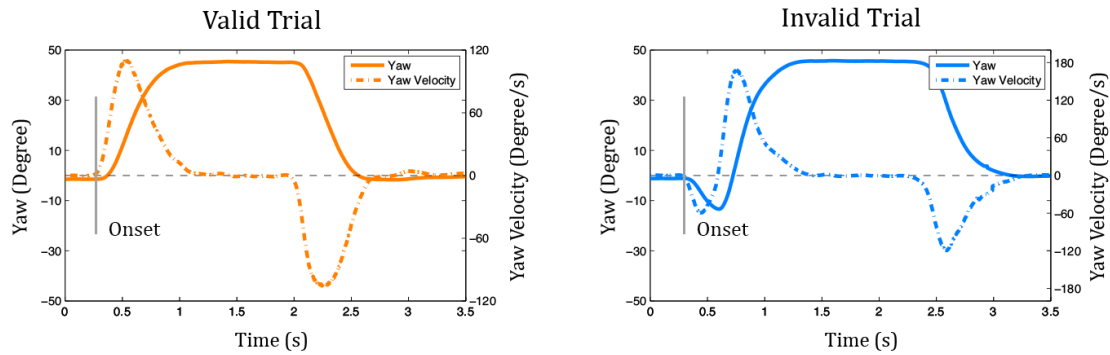 Valid Trial
50
30
10
−10
−30
−50
Yaw (Degree)
120
60
0
−60
−120
Yaw Velocity (Degree/s)
Yaw
Yaw Velocity
Onset
0
0.5
1
1.5
2
2.5
3
3.5
Time (s)
Invalid Trial
50
30
10
−10
−30
−50
Yaw (Degree)
180
120
60
0
−60
−120
−180
Yaw Velocity (Degree/s)
Yaw
Yaw Velocity
Onset
0
0.5
1
1.5
2
2.5
3
3.5
Time (s)